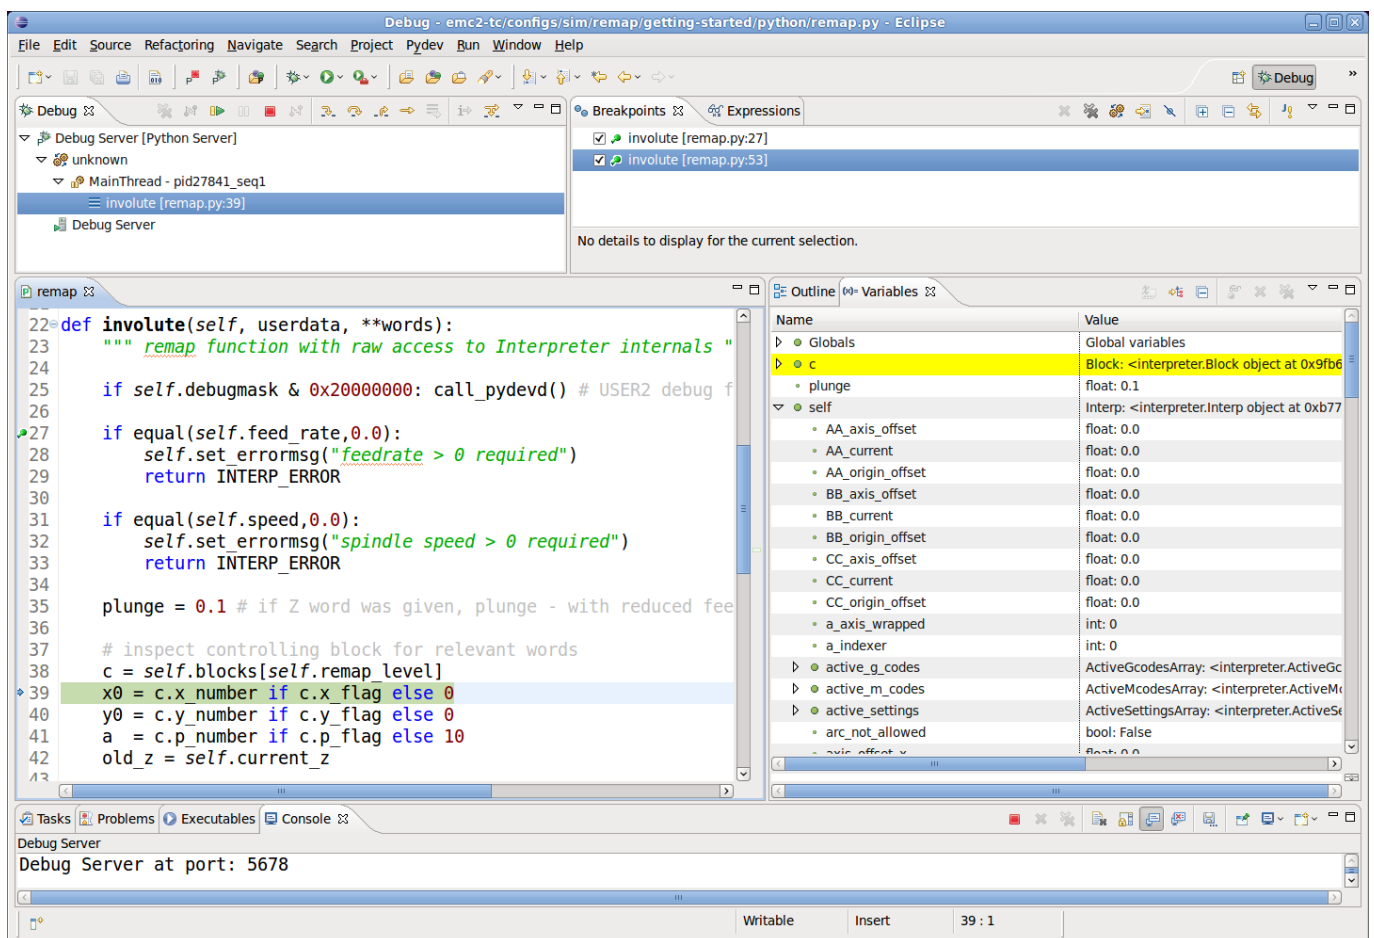 Debug - emc2-tc/configs/sim/remap/getting-started/python/remap.py - Eclipse
File Edit Source Refactoring Navigate Search Project Pydev Run Window Help
Debug »
Debug
Debug Server [Python Server]
unknown
MainThread - pid27841_seq1
involute [remap.py:39]
Debug Server
Breakpoints Expressions
involute [remap.py:27]
involute [remap.py:53]
No details to display for the current selection.
remap
22 def involute(self, userdata, **words):
23 """ remap function with raw access to Interpreter internals "
24
25 if self.debugmask & 0x20000000: call_pydevd() # USER2 debug f
26
27 if equal(self.feed_rate,0.0):
28 self.set_errormsg("feedrate > 0 required")
29 return INTERP_ERROR
30
31 if equal(self.speed,0.0):
32 self.set_errormsg("spindle speed > 0 required")
33 return INTERP_ERROR
34
35 plunge = 0.1 # if Z word was given, plunge - with reduced fee
36
37 # inspect controlling block for relevant words
38 c = self.blocks[self.remap_level]
39 x0 = c.x_number if c.x_flag else 0
40 y0 = c.y_number if c.y_flag else 0
41 a  = c.p_number if c.p_flag else 10
42 old_z = self.current_z
43
Outline Variables
Name Value
Globals Global variables
c Block: <interpreter.Block object at 0x9fb6
plunge float: 0.1
self Interp: <interpreter.Interp object at 0xb77
AA_axis_offset float: 0.0
AA_current float: 0.0
AA_origin_offset float: 0.0
BB_axis_offset float: 0.0
BB_current float: 0.0
BB_origin_offset float: 0.0
CC_axis_offset float: 0.0
CC_current float: 0.0
CC_origin_offset float: 0.0
a_axis_wrapped int: 0
a_indexer int: 0
active_g_codes ActiveGcodesArray: <interpreter.ActiveGc
active_m_codes ActiveMcodesArray: <interpreter.ActiveMc
active_settings ActiveSettingsArray: <interpreter.ActiveSe
arc_not_allowed bool: False
axis_offset_x float: 0.0
Tasks Problems Executables Console
Debug Server
Debug Server at port: 5678
Writable Insert 39 : 1